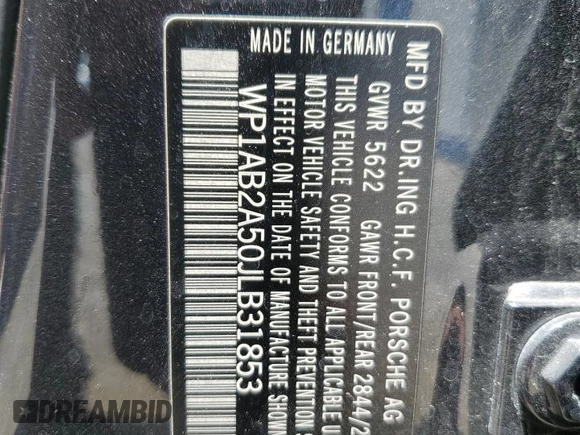 MFD BY DR.ING H.C.F. PORSCHE AG
GVWR 5622 GAWR FRONT/REAR 2844/2
THIS VEHICLE CONFORMS TO ALL APPLICABLE U
MOTOR VEHICLE SAFETY AND THEFT PREVENTION S
IN EFFECT ON THE DATE OF MANUFACTURE SHOWN
WP1AB2A50JLB31853
MADE IN GERMANY
DREAMBID